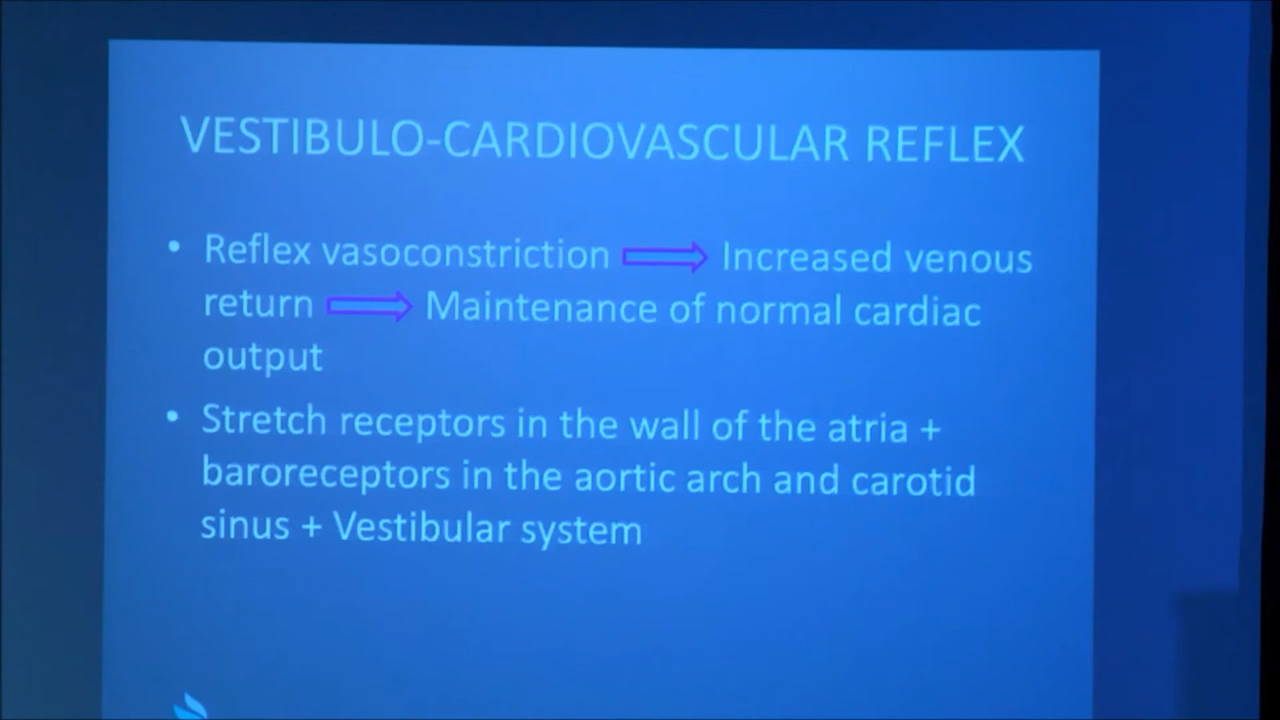 VESTIBULO-CARDIOVASCULAR REFLEX
• Reflex vasoconstriction ⇒ Increased venous
return ⇒ Maintenance of normal cardiac
output
• Stretch receptors in the wall of the atria +
baroreceptors in the aortic arch and carotid
sinus + Vestibular system